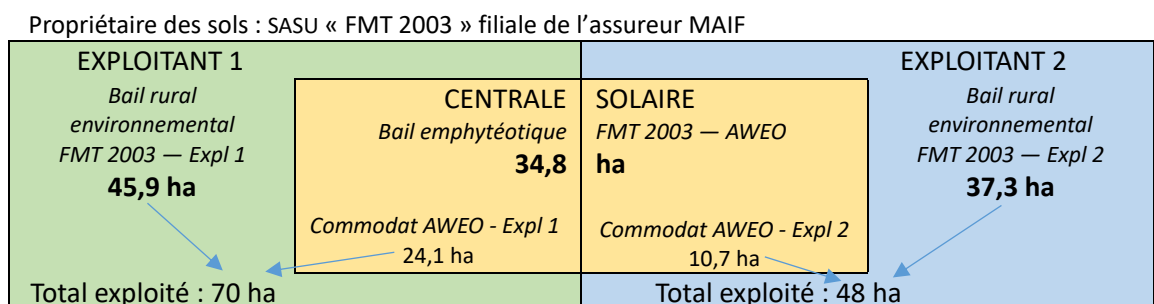 Propriétaire des sols : SASU « FMT 2003 » filiale de l’assureur MAIF
EXPLOITANT 1
Bail rural
environnemental
FMT 2003 — Expl 1
45,9 ha
CENTRALE
Bail emphytéotique
34,8
Commodat AWEO - Expl 1
24,1 ha
Total exploité : 70 ha
SOLAIRE
FMT 2003 — AWEO
ha
Commodat AWEO - Expl 2
10,7 ha
EXPLOITANT 2
Bail rural
environnemental
FMT 2003 — Expl 2
37,3 ha
Total exploité : 48 ha